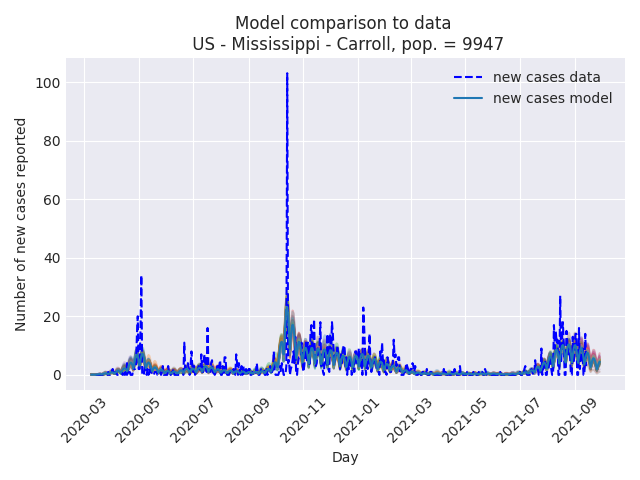 Model comparison to data
US - Mississippi - Carroll, pop. = 9947
new cases data
new cases model
Number of new cases reported
100
80
60
40
20
0
2020-03
2020-05
2020-07
2020-09
2020-11
2021-01
2021-03
2021-05
2021-07
2021-09
Day